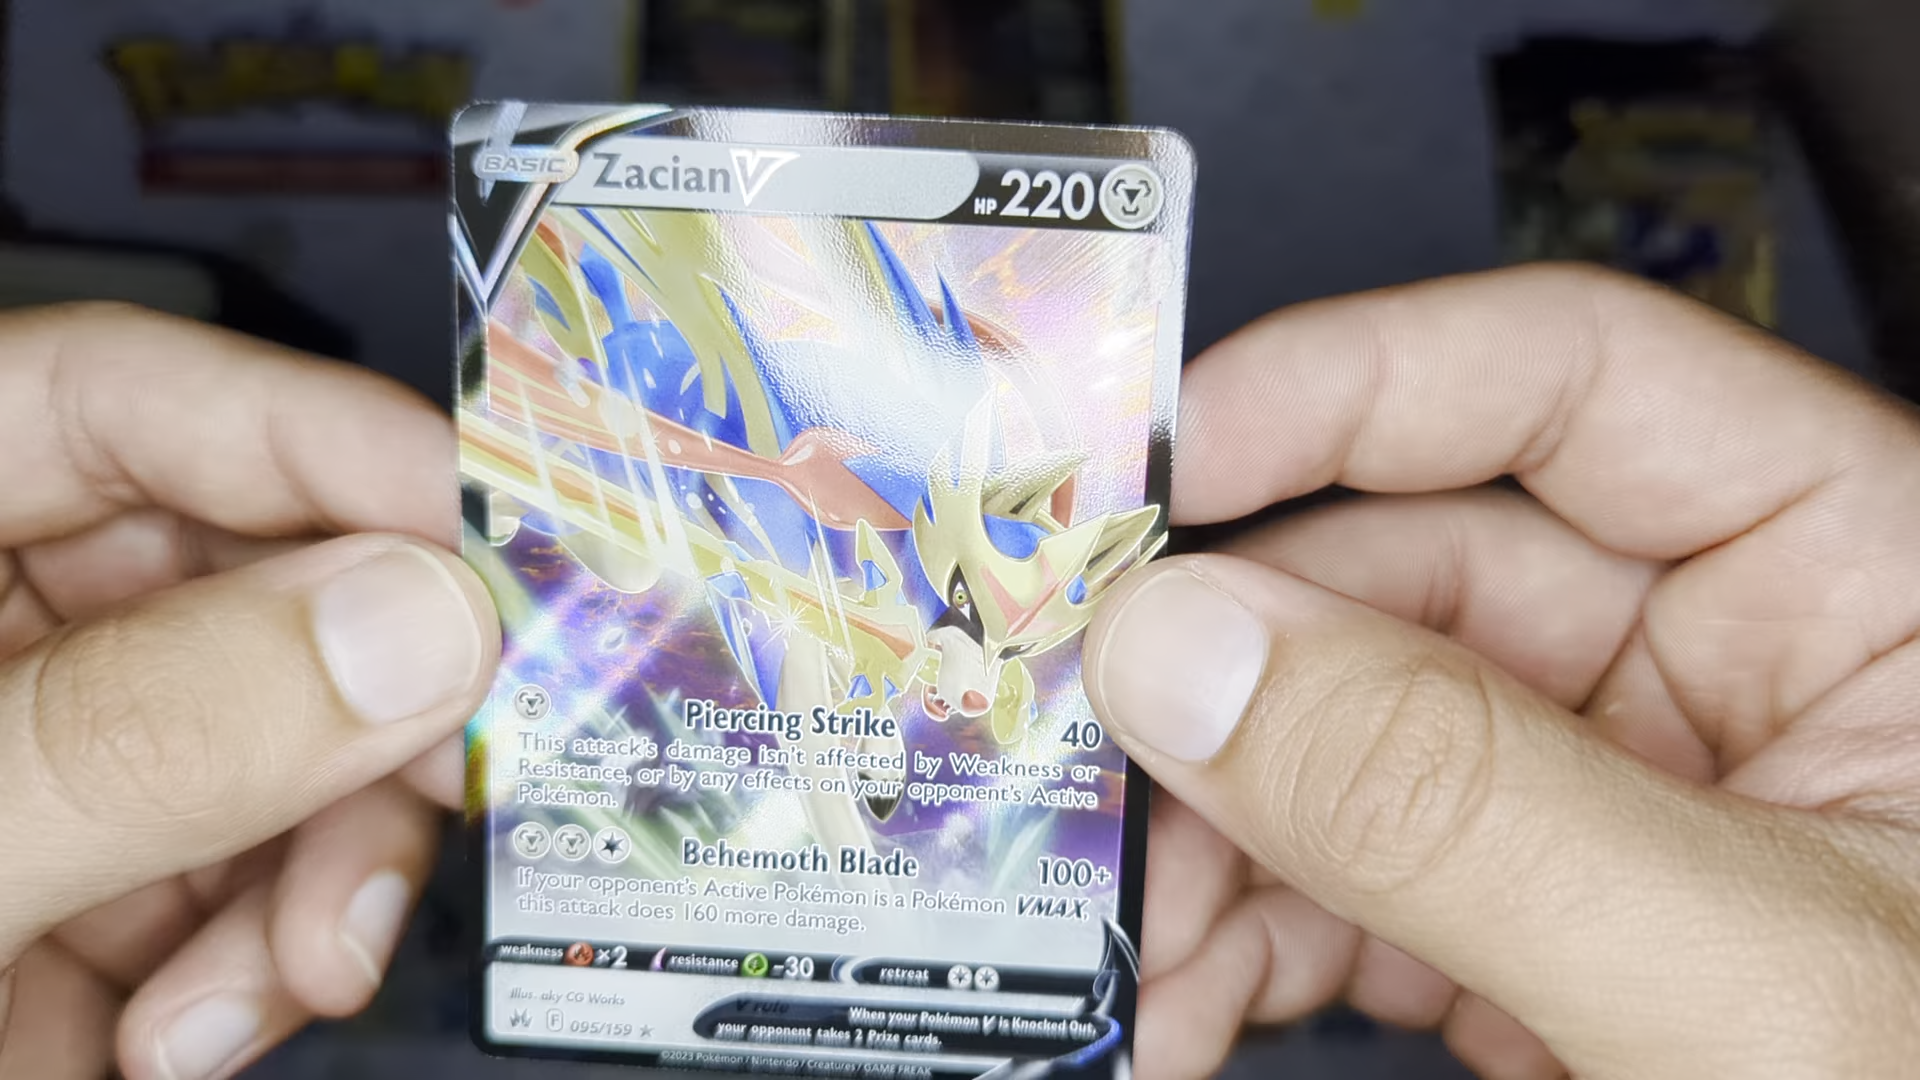 BASIC Zacian V HP 220
Piercing Strike 40
This attack's damage isn't affected by Weakness or
Resistance, or by any effects on your opponent's Active
Pokémon.
Behemoth Blade 100+
If your opponent's Active Pokémon is a Pokémon VMAX,
this attack does 160 more damage.
weakness ×2 resistance -30 retreat
Illus. aky CG Works
V rule When your Pokémon V is Knocked Out,
F 095/159 your opponent takes 2 Prize cards.
©2023 Pokémon / Nintendo / Creatures / GAME FREAK